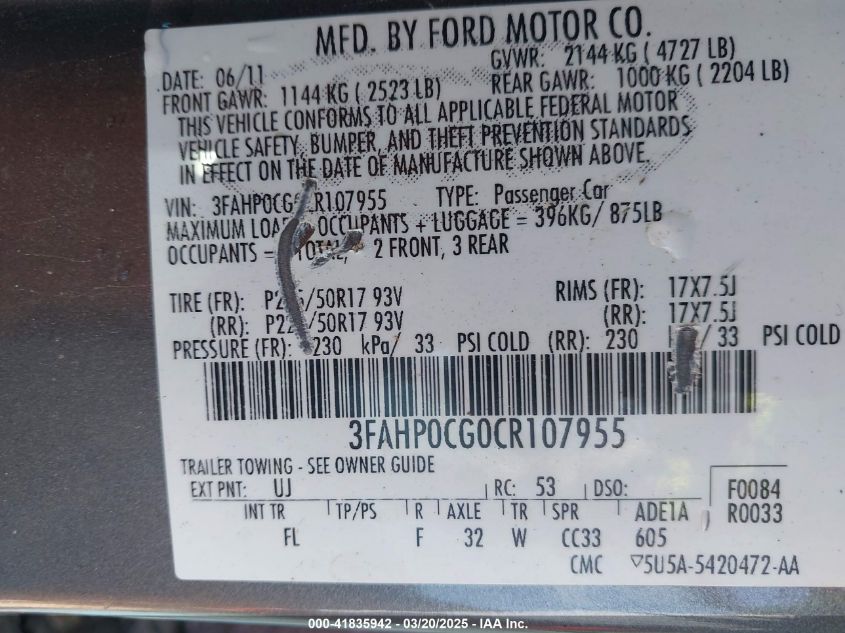 MFD. BY FORD MOTOR CO.
DATE: 06/11 GVWR: 2144 KG ( 4727 LB)
FRONT GAWR: 1144 KG ( 2523 LB) REAR GAWR: 1000 KG ( 2204 LB)
THIS VEHICLE CONFORMS TO ALL APPLICABLE FEDERAL MOTOR
VEHICLE SAFETY, BUMPER, AND THEFT PREVENTION STANDARDS
IN EFFECT ON THE DATE OF MANUFACTURE SHOWN ABOVE.
VIN: 3FAHP0CG0CR107955 TYPE: Passenger Car
MAXIMUM LOAD= OCCUPANTS + LUGGAGE = 396KG/ 875LB
OCCUPANTS = TOTAL, 2 FRONT, 3 REAR
TIRE (FR): /50R17 93V RIMS (FR): 17X7.5J
(RR): /50R17 93V (RR): 17X7.5J
PRESSURE (FR): 230 kPa/ 33 PSI COLD (RR): 230 / 33 PSI COLD
3FAHP0CG0CR107955
TRAILER TOWING - SEE OWNER GUIDE
EXT PNT: UJ RC: 53 DSO: F0084
INT TR TP/PS R AXLE TR SPR ADE1A R0033
FL F 32 W CC33 605
CMC ▽5U5A-5420472-AA
000-41835942 - 03/20/2025 - IAA Inc.